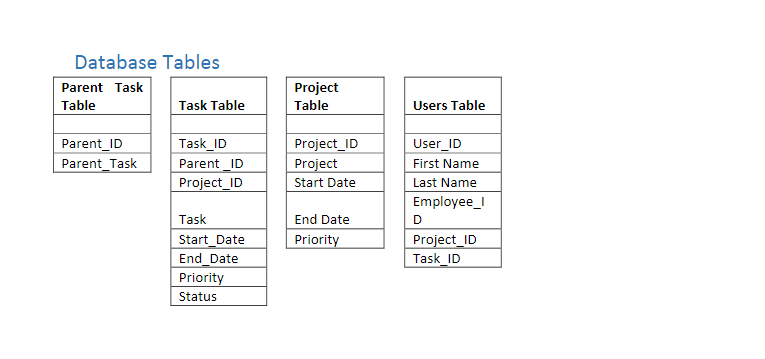 Database Tables
Parent Task
Table
Parent_ID
Parent_Task
Task Table
Task_ID
Parent _ID
Project_ID
Task
Start_Date
End_Date
Priority
Status
Project
Table
Project_ID
Project
Start Date
End Date
Priority
Users Table
User_ID
First Name
Last Name
Employee_I
D
Project_ID
Task_ID